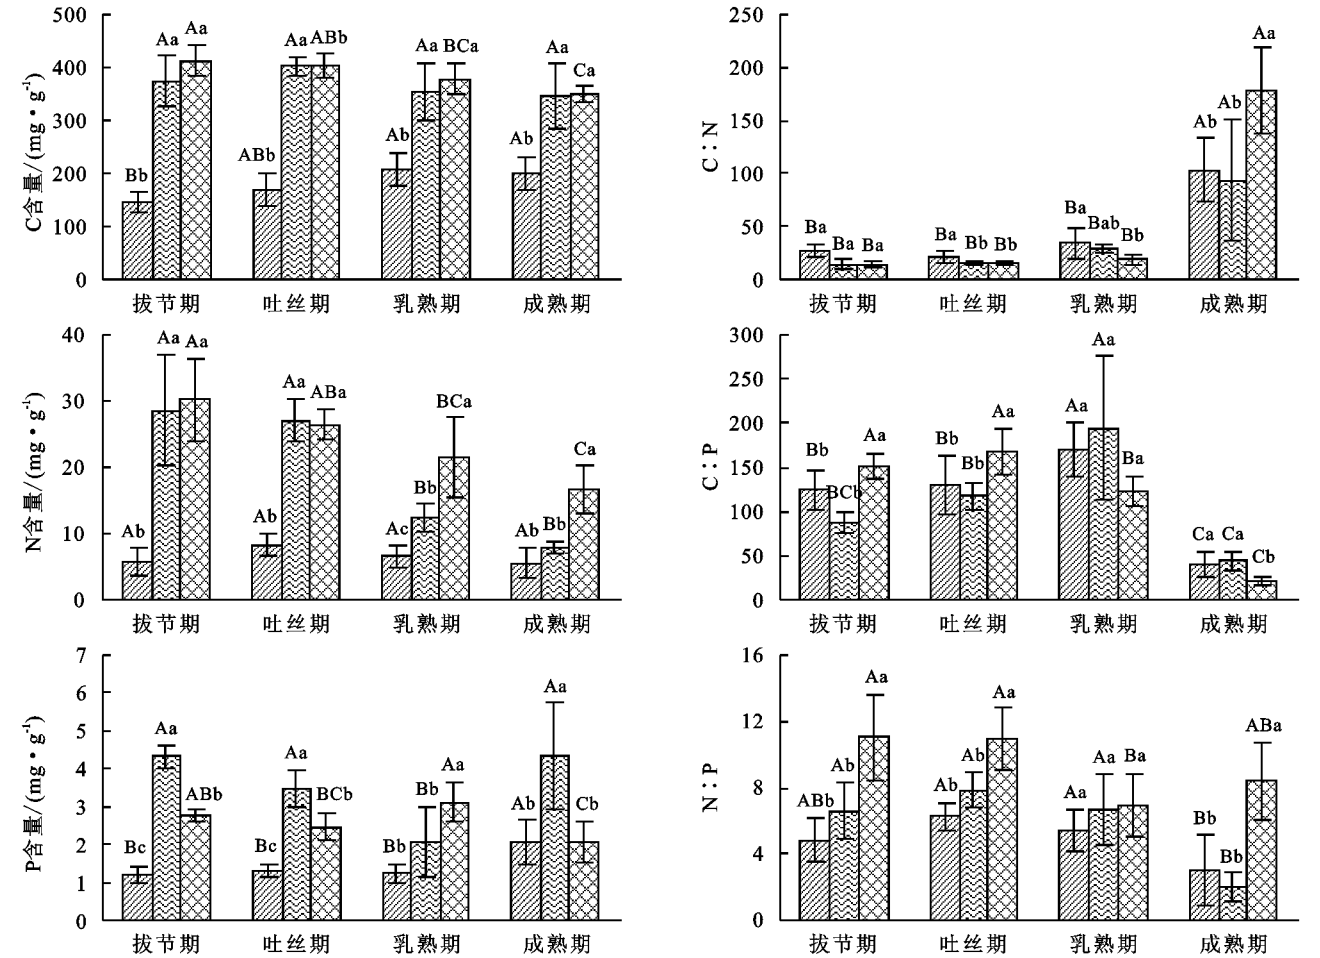 C含量/(mg·g⁻¹)
500
400
300
200
100
0
Bb Aa Aa
ABb Aa ABb
Ab Aa BCa
Ab Aa Ca
拔节期 吐丝期 乳熟期 成熟期
C∶N
250
200
150
100
50
0
Ba Ba Ba
Ba Bb Bb
Ba Bab Bb
Ab Ab Aa
拔节期 吐丝期 乳熟期 成熟期
N含量/(mg·g⁻¹)
40
30
20
10
0
Ab Aa Aa
Ab Aa ABa
Ac Bb BCa
Ab Bb Ca
拔节期 吐丝期 乳熟期 成熟期
C∶P
300
250
200
150
100
50
0
Bb BCb Aa
Bb Bb Aa
Aa Aa Ba
Ca Ca Cb
拔节期 吐丝期 乳熟期 成熟期
P含量/(mg·g⁻¹)
7
6
5
4
3
2
1
0
Bc Aa ABb
Bc Aa BCb
Bb Bb Aa
Ab Aa Cb
拔节期 吐丝期 乳熟期 成熟期
N∶P
16
12
8
4
0
ABb Ab Aa
Ab Ab Aa
Aa Aa Ba
Bb Bb ABa
拔节期 吐丝期 乳熟期 成熟期